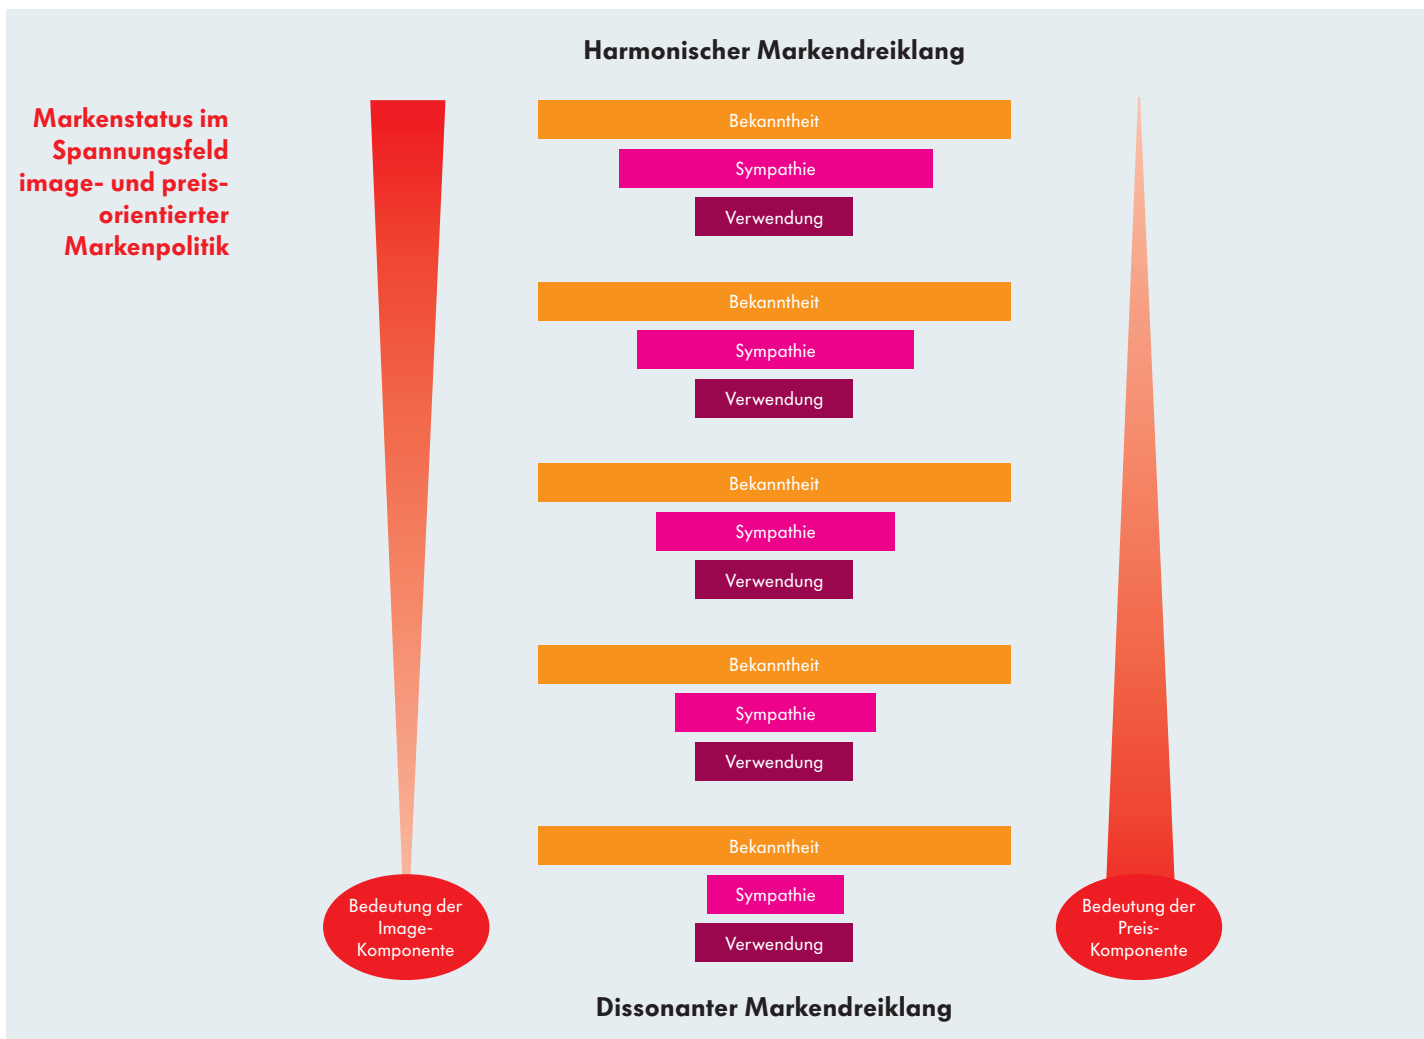 Harmonischer Markendreiklang
Markenstatus im
Spannungsfeld
image- und preis-
orientierter
Markenpolitik
Bekanntheit
Sympathie
Verwendung
Bekanntheit
Sympathie
Verwendung
Bekanntheit
Sympathie
Verwendung
Bekanntheit
Sympathie
Verwendung
Bekanntheit
Sympathie
Verwendung
Bedeutung der
Image-
Komponente
Bedeutung der
Preis-
Komponente
Dissonanter Markendreiklang